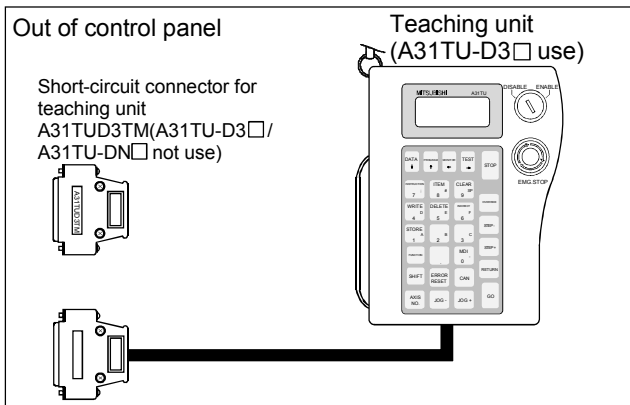 Out of control panel
Teaching unit
(A31TU-D3□ use)
Short-circuit connector for
teaching unit
A31TUD3TM(A31TU-D3□/
A31TU-DN□ not use)
A31TUD3TM
MITSUBISHI A31TU
DISABLE ENABLE
EMG.STOP
DATA TEST STOP
7 ITEM 8 CLEAR 9 SP
WRITE 4 D DELETE 5 E 6 F
STORE 1 A 2 B 3 C STEP-
. MDI 0 - STEP+
SHIFT ERROR RESET CAN RETURN
AXIS NO. JOG - JOG + GO